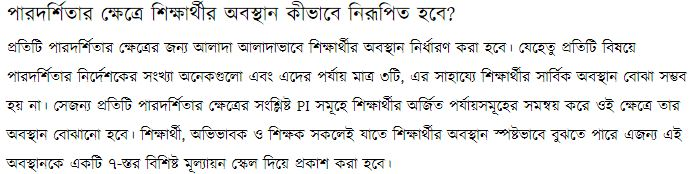 পারদর্শিতার ক্ষেত্রে শিক্ষার্থীর অবস্থান কীভাবে নিরূপিত হবে?
প্রতিটি পারদর্শিতার ক্ষেত্রের জন্য আলাদা আলাদাভাবে শিক্ষার্থীর অবস্থান নির্ধারণ করা হবে। যেহেতু প্রতিটি বিষয়ে
পারদর্শিতার নির্দেশকের সংখ্যা অনেকগুলো এবং এদের পর্যায় মাত্র ৩টি, এর সাহায্যে শিক্ষার্থীর সার্বিক অবস্থান বোঝা সম্ভব
হয় না। সেজন্য প্রতিটি পারদর্শিতার ক্ষেত্রের সংশ্লিষ্ট PI সমূহে শিক্ষার্থীর অর্জিত পর্যায়সমূহের সমন্বয় করে ওই ক্ষেত্রে তার
অবস্থান বোঝানো হবে। শিক্ষার্থী, অভিভাবক ও শিক্ষক সকলেই যাতে শিক্ষার্থীর অবস্থান স্পষ্টভাবে বুঝতে পারে এজন্য এই
অবস্থানকে একটি ৭-স্তর বিশিষ্ট মূল্যায়ন স্কেল দিয়ে প্রকাশ করা হবে।